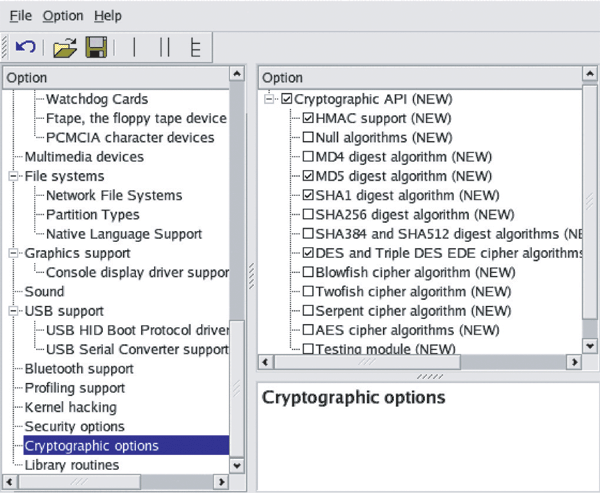 File Option Help
Option
Watchdog Cards
Ftape, the floppy tape device
PCMCIA character devices
Multimedia devices
File systems
Network File Systems
Partition Types
Native Language Support
Graphics support
Console display driver suppor
Sound
USB support
USB HID Boot Protocol driver
USB Serial Converter support
Bluetooth support
Profiling support
Kernel hacking
Security options
Cryptographic options
Library routines
Option
Cryptographic API (NEW)
HMAC support (NEW)
Null algorithms (NEW)
MD4 digest algorithm (NEW)
MD5 digest algorithm (NEW)
SHA1 digest algorithm (NEW)
SHA256 digest algorithm (NEW)
SHA384 and SHA512 digest algorithms (NE
DES and Triple DES EDE cipher algorithms
Blowfish cipher algorithm (NEW)
Twofish cipher algorithm (NEW)
Serpent cipher algorithm (NEW)
AES cipher algorithms (NEW)
Testing module (NEW)
Cryptographic options